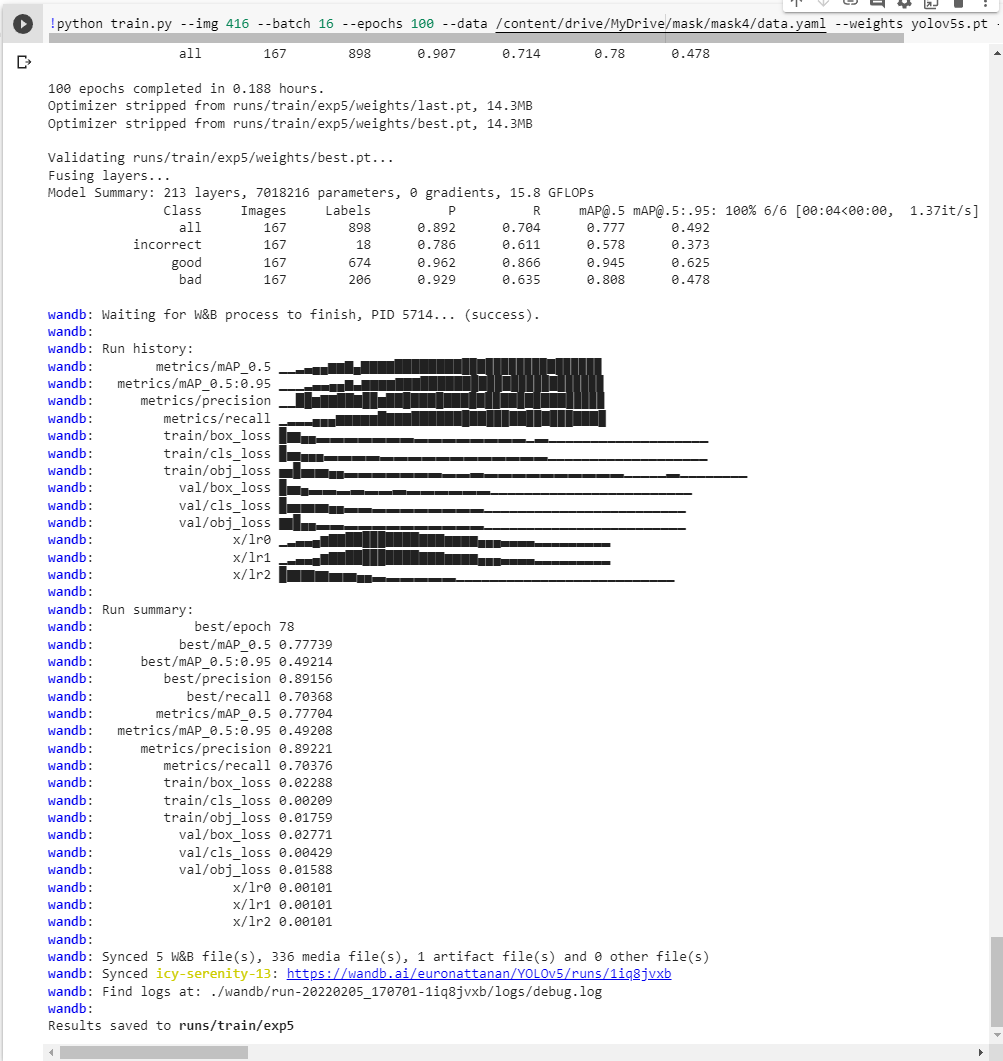 !python train.py --img 416 --batch 16 --epochs 100 --data /content/drive/MyDrive/mask/mask4/data.yaml --weights yolov5s.pt -
all 167 898 0.907 0.714 0.78 0.478
100 epochs completed in 0.188 hours.
Optimizer stripped from runs/train/exp5/weights/last.pt, 14.3MB
Optimizer stripped from runs/train/exp5/weights/best.pt, 14.3MB
Validating runs/train/exp5/weights/best.pt...
Fusing layers...
Model Summary: 213 layers, 7018216 parameters, 0 gradients, 15.8 GFLOPs
Class Images Labels P R mAP@.5 mAP@.5:.95: 100% 6/6 [00:04<00:00, 1.37it/s]
all 167 898 0.892 0.704 0.777 0.492
incorrect 167 18 0.786 0.611 0.578 0.373
good 167 674 0.962 0.866 0.945 0.625
bad 167 206 0.929 0.635 0.808 0.478
wandb: Waiting for W&B process to finish, PID 5714... (success).
wandb:
wandb: Run history:
wandb: metrics/mAP_0.5
wandb: metrics/mAP_0.5:0.95
wandb: metrics/precision
wandb: metrics/recall
wandb: train/box_loss
wandb: train/cls_loss
wandb: train/obj_loss
wandb: val/box_loss
wandb: val/cls_loss
wandb: val/obj_loss
wandb: x/lr0
wandb: x/lr1
wandb: x/lr2
wandb:
wandb: Run summary:
wandb: best/epoch 78
wandb: best/mAP_0.5 0.77739
wandb: best/mAP_0.5:0.95 0.49214
wandb: best/precision 0.89156
wandb: best/recall 0.70368
wandb: metrics/mAP_0.5 0.77704
wandb: metrics/mAP_0.5:0.95 0.49208
wandb: metrics/precision 0.89221
wandb: metrics/recall 0.70376
wandb: train/box_loss 0.02288
wandb: train/cls_loss 0.00209
wandb: train/obj_loss 0.01759
wandb: val/box_loss 0.02771
wandb: val/cls_loss 0.00429
wandb: val/obj_loss 0.01588
wandb: x/lr0 0.00101
wandb: x/lr1 0.00101
wandb: x/lr2 0.00101
wandb:
wandb: Synced 5 W&B file(s), 336 media file(s), 1 artifact file(s) and 0 other file(s)
wandb: Synced icy-serenity-13: https://wandb.ai/euronattanan/YOLOv5/runs/1iq8jvxb
wandb: Find logs at: ./wandb/run-20220205_170701-1iq8jvxb/logs/debug.log
wandb:
Results saved to runs/train/exp5